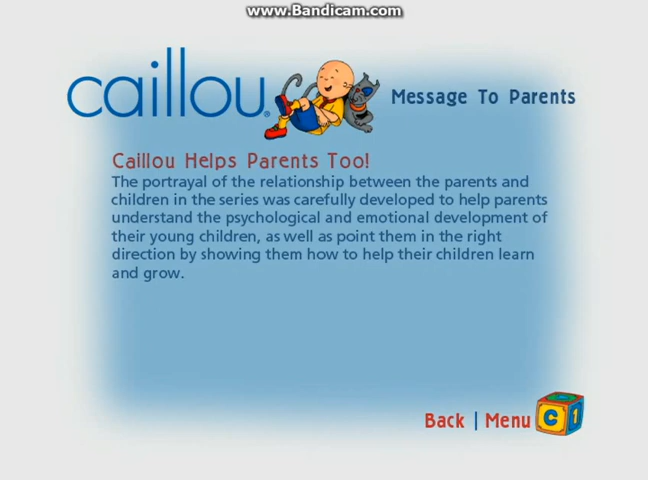 www.Bandicam.com
caillou®
Message To Parents
Caillou Helps Parents Too!
The portrayal of the relationship between the parents and
children in the series was carefully developed to help parents
understand the psychological and emotional development of
their young children, as well as point them in the right
direction by showing them how to help their children learn
and grow.
Back | Menu
C 1